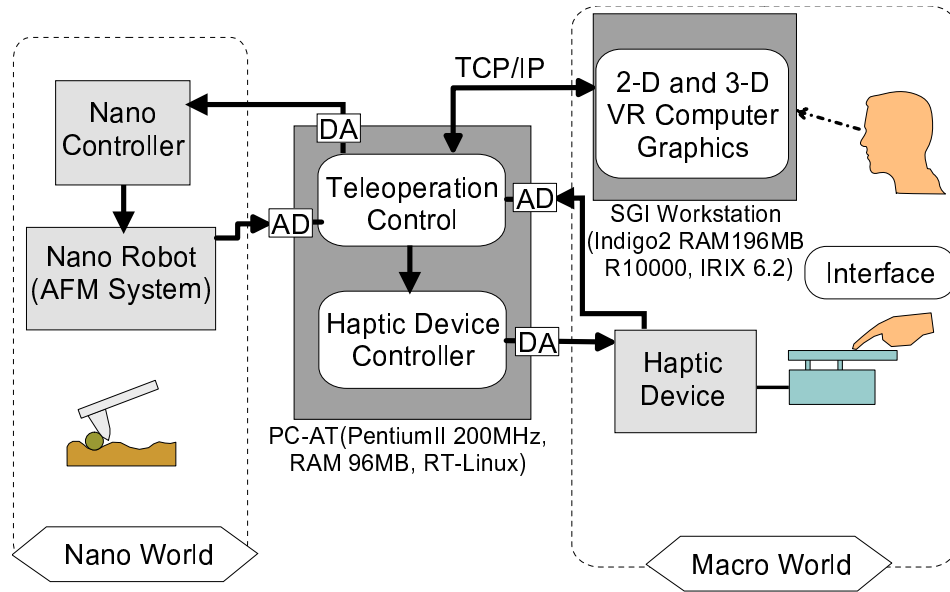 Nano
Controller
Nano Robot
(AFM System)
Nano World
DA
AD
Teleoperation
Control
AD
Haptic Device
Controller
DA
PC-AT(PentiumII 200MHz,
RAM 96MB, RT-Linux)
TCP/IP
2-D and 3-D
VR Computer
Graphics
SGI Workstation
(Indigo2 RAM196MB
R10000, IRIX 6.2)
Interface
Haptic
Device
Macro World